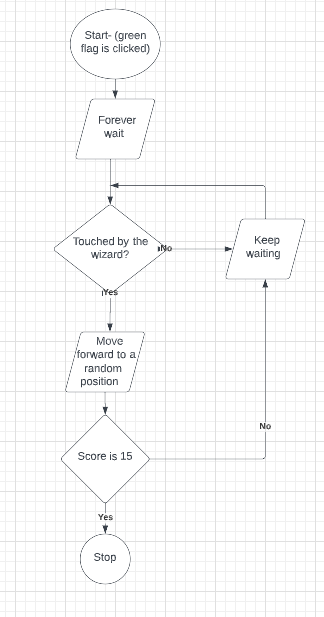 Start- (green
flag is clicked)
Forever
wait
Touched by the
wizard?
No
Keep
waiting
Yes
Move
forward to a
random
position
No
Score is 15
Yes
Stop